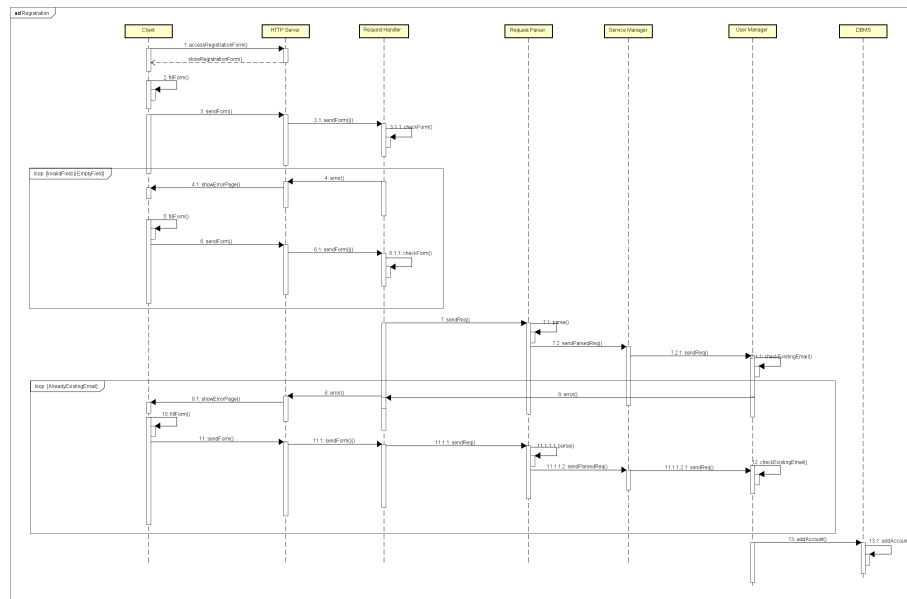 sd Registration
Client
HTTP Server
Request Handler
Request Parser
Service Manager
User Manager
DBMS
1: accessRegistrationForm()
showRegistrationForm()
2: fillForm()
3: sendForm()
3.1: sendForm()()
3.1.1: checkForm()
loop [InvalidField || EmptyField]
4: error()
4.1: showErrorPage()
5: fillForm()
6: sendForm()
6.1: sendForm()()
6.1.1: checkForm()
7: sendReq()
7.1: parse()
7.2: sendParsedReq()
7.2.1: sendReq()
checkExistingEmail()
loop [AlreadyExistingEmail]
8: error()
9: error()
8.1: showErrorPage()
10: fillForm()
11: sendForm()
11.1: sendForm()()
11.1.1: sendReq()
11.1.1.1: parse()
11.1.1.2: sendParsedReq()
11.1.1.2.1: sendReq()
12: checkExistingEmail()
13: addAccount()
13.1: addAccount